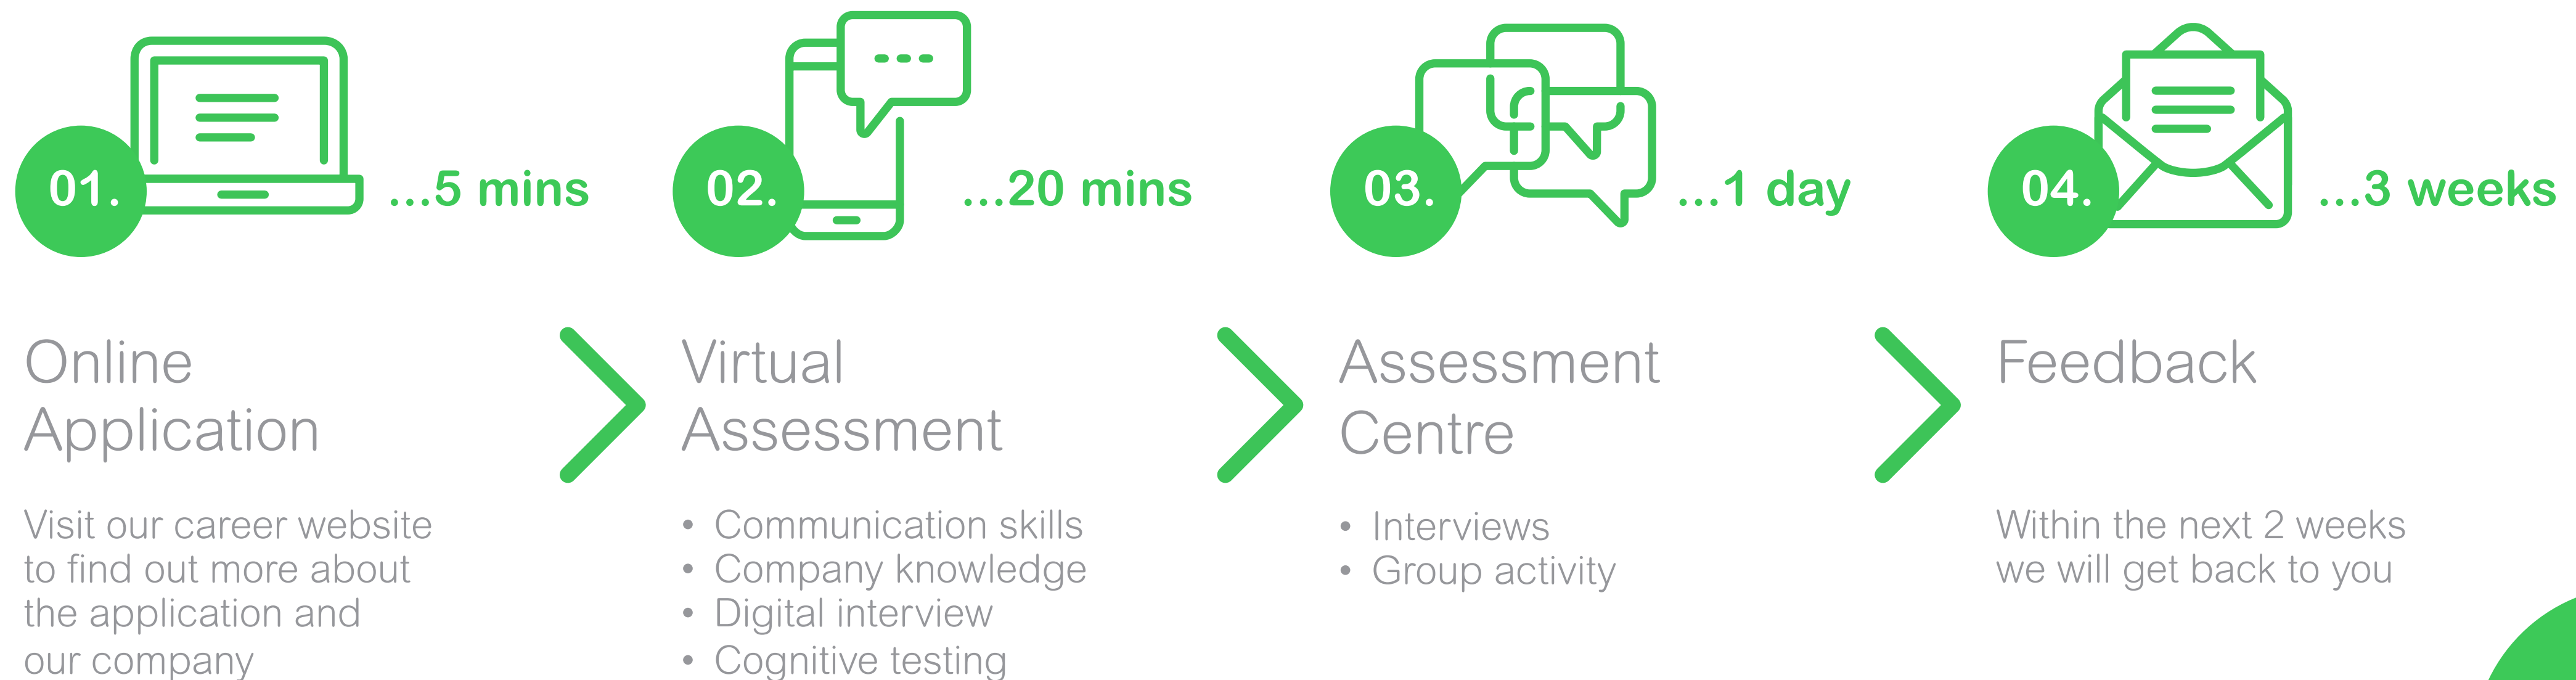 01.
...5 mins
Online
Application
Visit our career website
to find out more about
the application and
our company
02.
...20 mins
Virtual
Assessment
• Communication skills
• Company knowledge
• Digital interview
• Cognitive testing
03.
...1 day
Assessment
Centre
• Interviews
• Group activity
04.
...3 weeks
Feedback
Within the next 2 weeks
we will get back to you